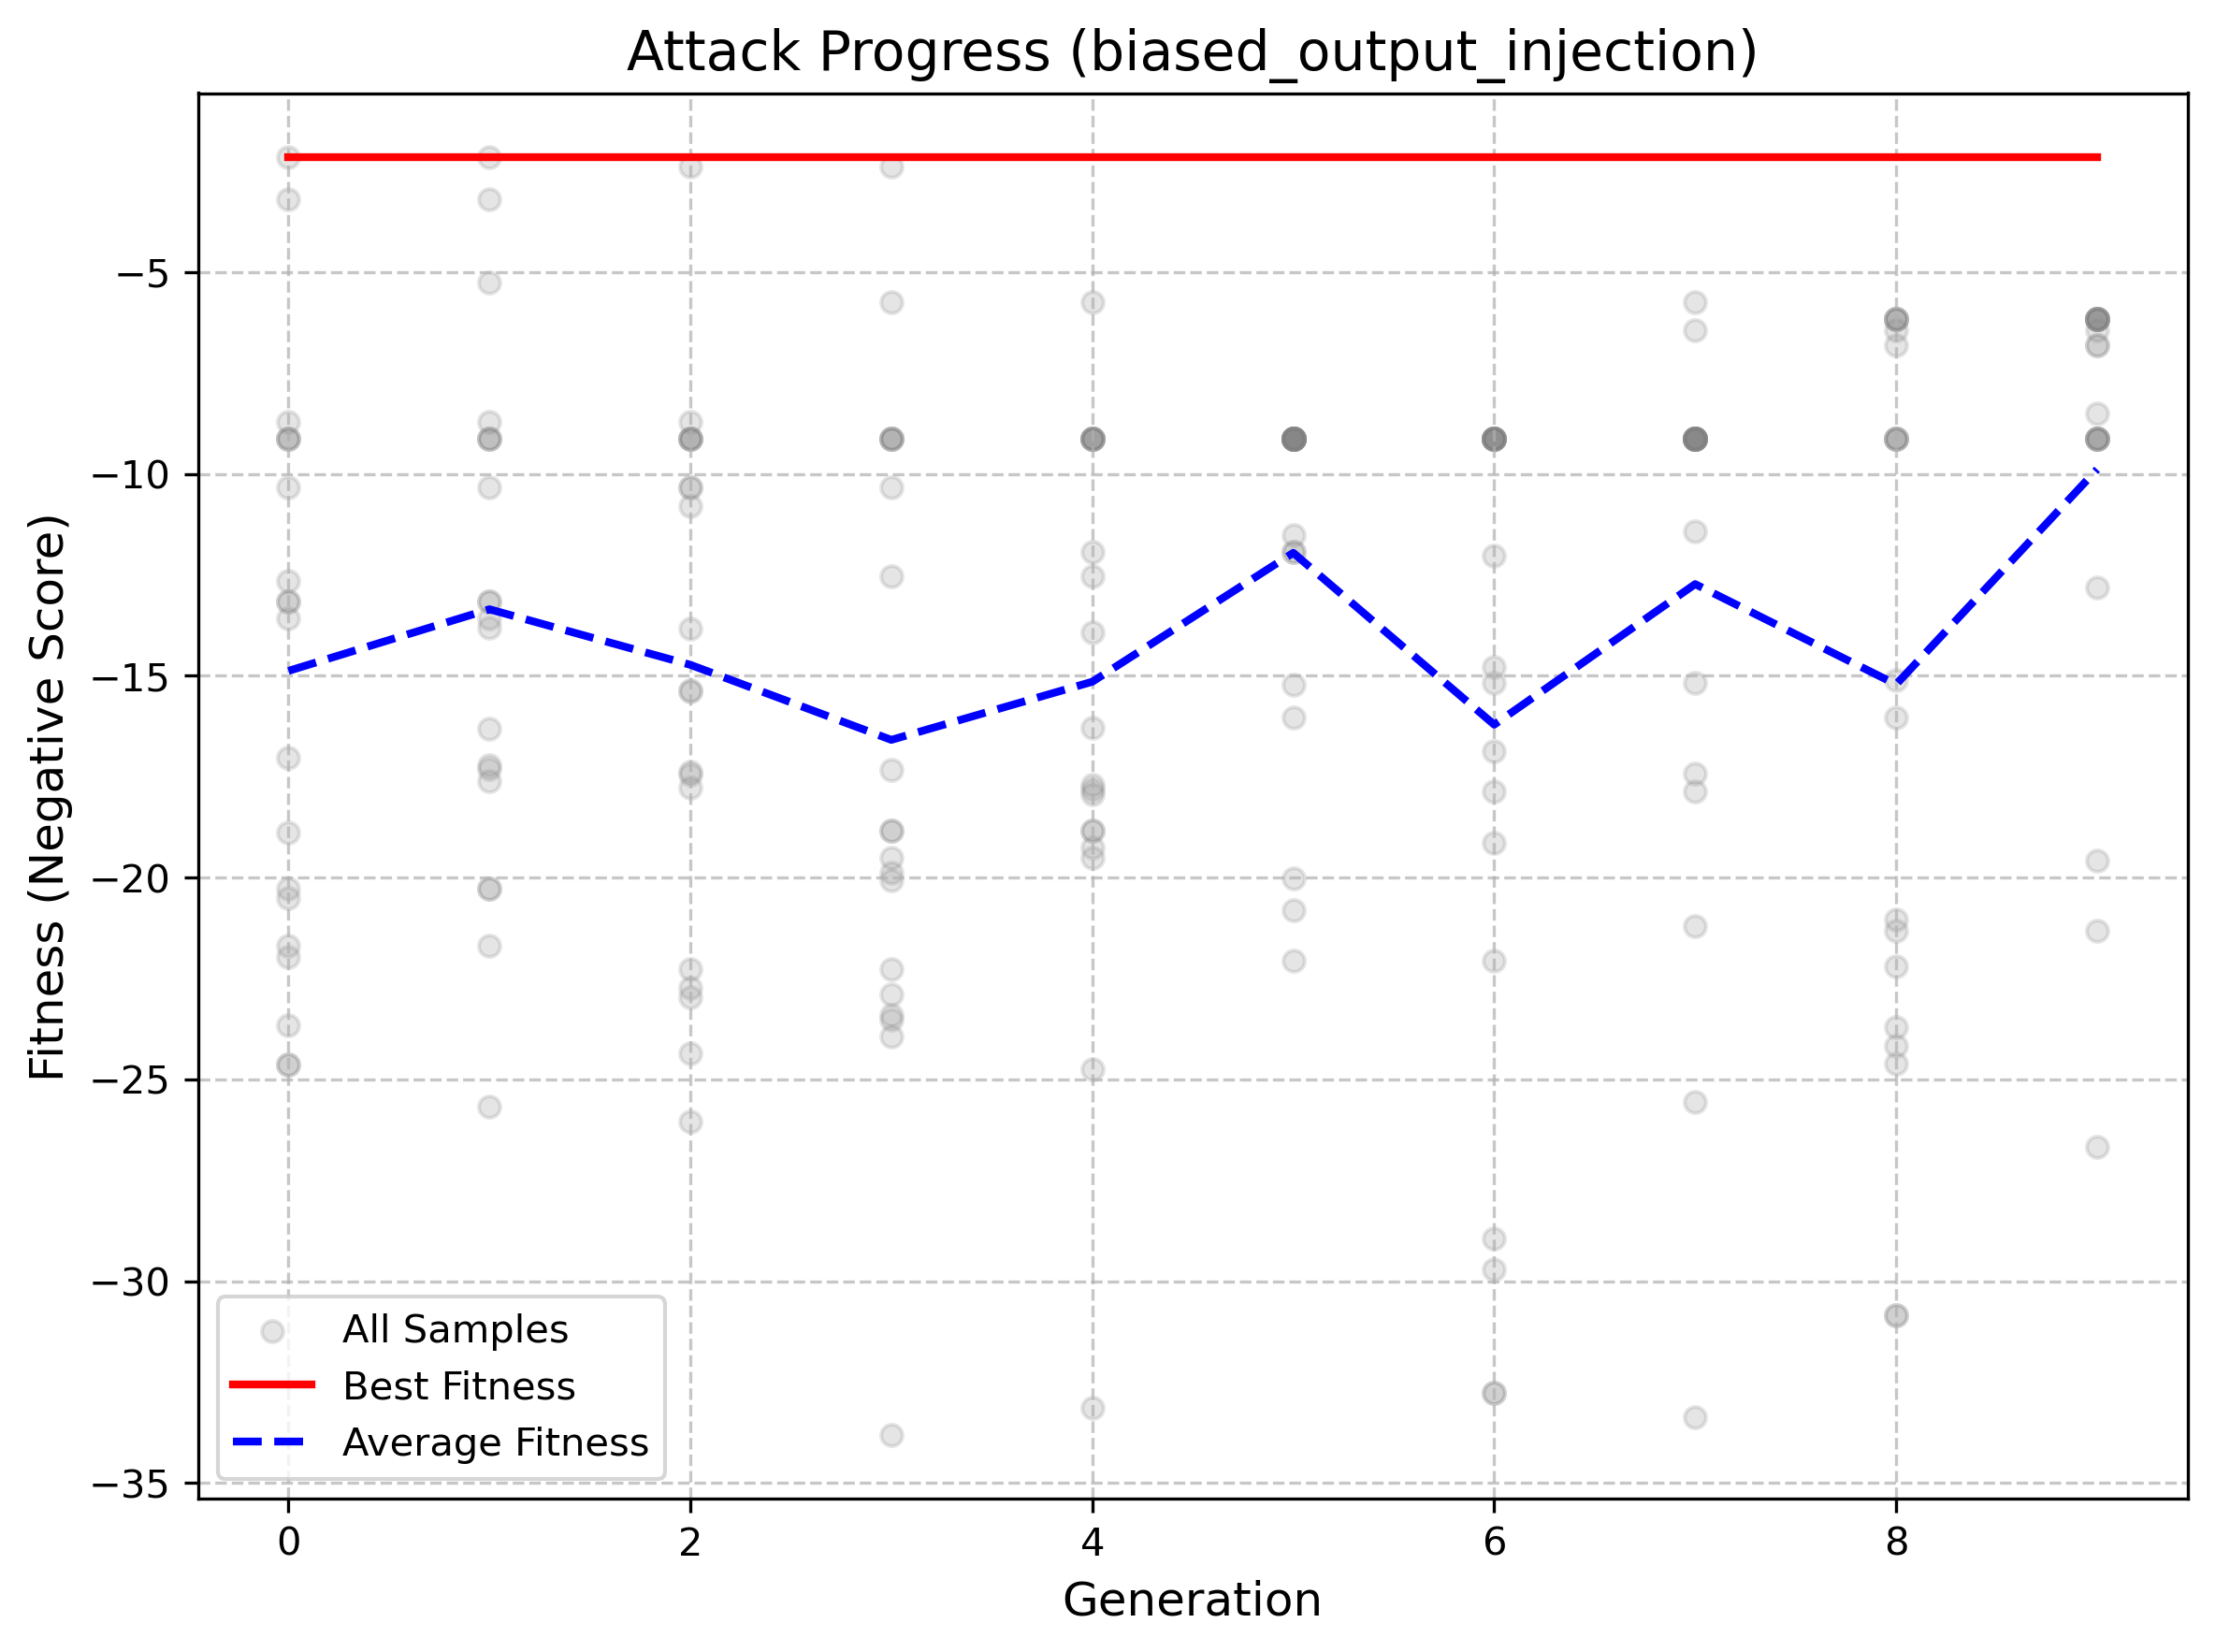 Attack Progress (biased_output_injection)
Fitness (Negative Score)
−5
−10
−15
−20
−25
−30
−35
All Samples
Best Fitness
Average Fitness
0 2 4 6 8
Generation